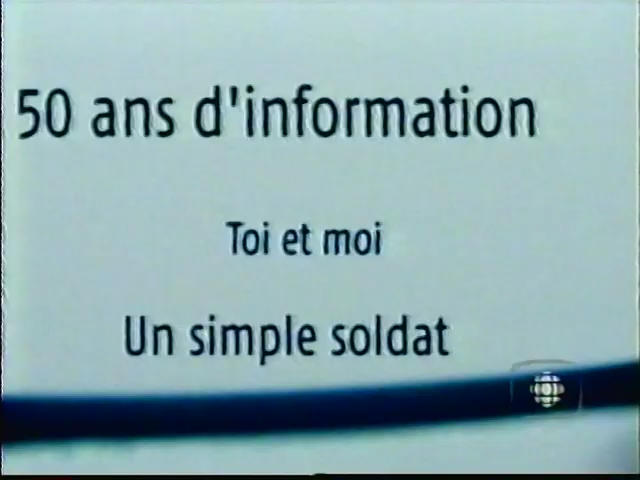 50 ans d'information
Toi et moi
Un simple soldat